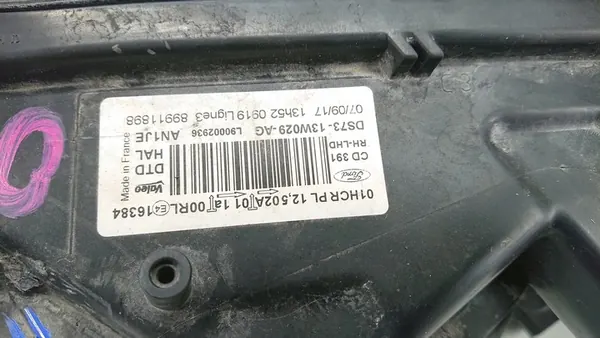 07/09/17 13h52 0919 Ligne3 89911898
DS73-13W029-AG L90002936 AN1JE
RH-LHD HAL
CD 391 DTD
Ford Made in France Valeo
01HCR PL 12,502A 01 1a 00RL E4 16384